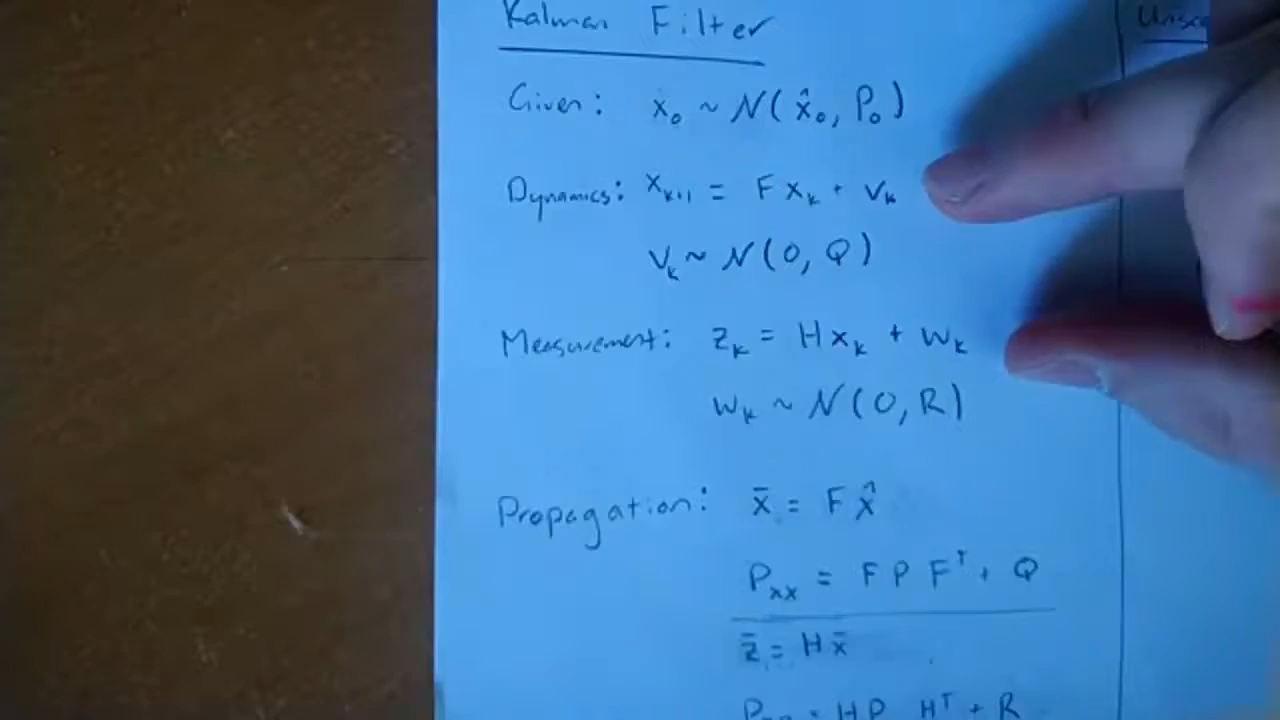 Kalman Filter
Given: x₀ ~ N(x̂₀, P₀)
Dynamics: xₖ₊₁ = F xₖ + vₖ
vₖ ~ N(0, Q)
Measurement: zₖ = H xₖ + wₖ
wₖ ~ N(0, R)
Propagation: x̄ = F x̂
Pₓₓ = F P Fᵀ + Q
z̄ = H x̄